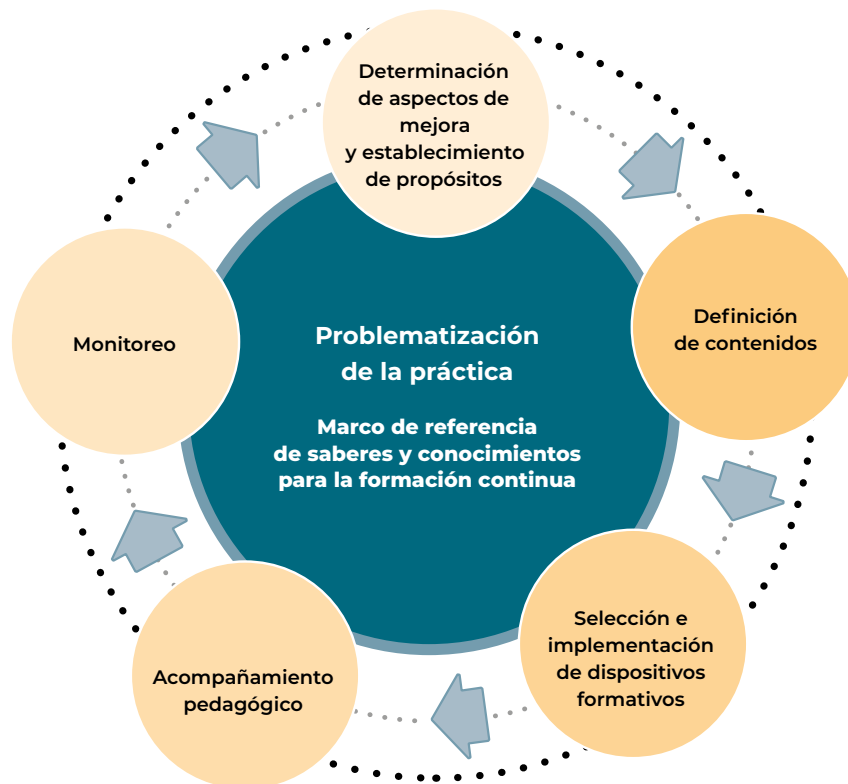 Determinación
de aspectos de
mejora
y establecimiento
de propósitos
Definición
de contenidos
Selección e
implementación
de dispositivos
formativos
Acompañamiento
pedagógico
Monitoreo
Problematización
de la práctica
Marco de referencia
de saberes y conocimientos
para la formación continua